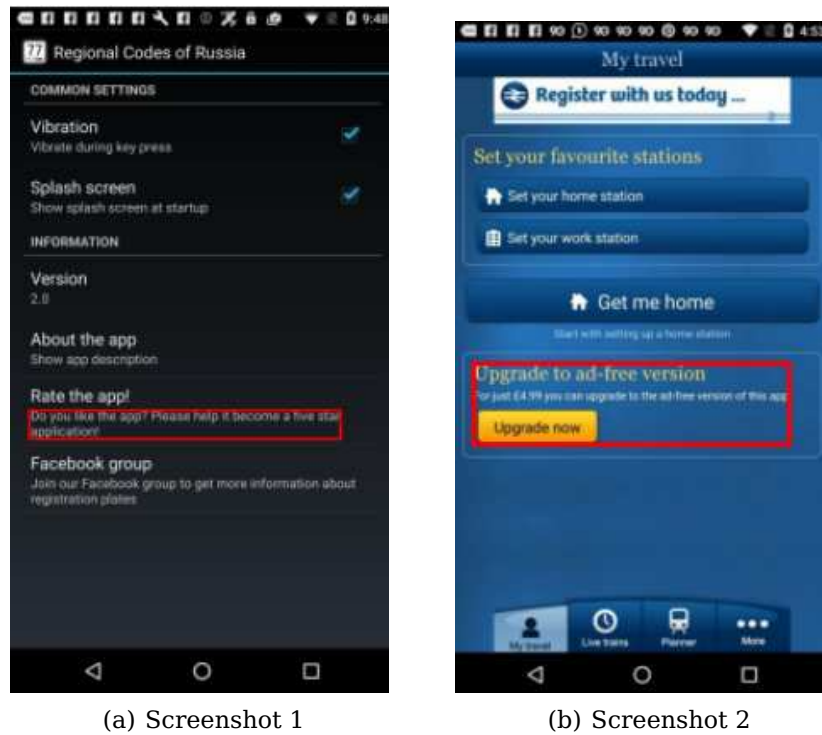 9:48
Regional Codes of Russia
COMMON SETTINGS
Vibration
Vibrate during key press
Splash screen
Show splash screen at startup
INFORMATION
Version
2.0
About the app
Show app description
Rate the app!
Do you like the app? Please help it become a five star
application!
Facebook group
Join our Facebook group to get more information about
registration plates
(a) Screenshot 1
90 90 90 90 90 90 4:53
My travel
Register with us today ...
Set your favourite stations
Set your home station
Set your work station
Get me home
Start with setting up a home station
Upgrade to ad-free version
For just £4.99 you can upgrade to the ad-free version of this app
Upgrade now
My travel
Live trains
Planner
More
(b) Screenshot 2